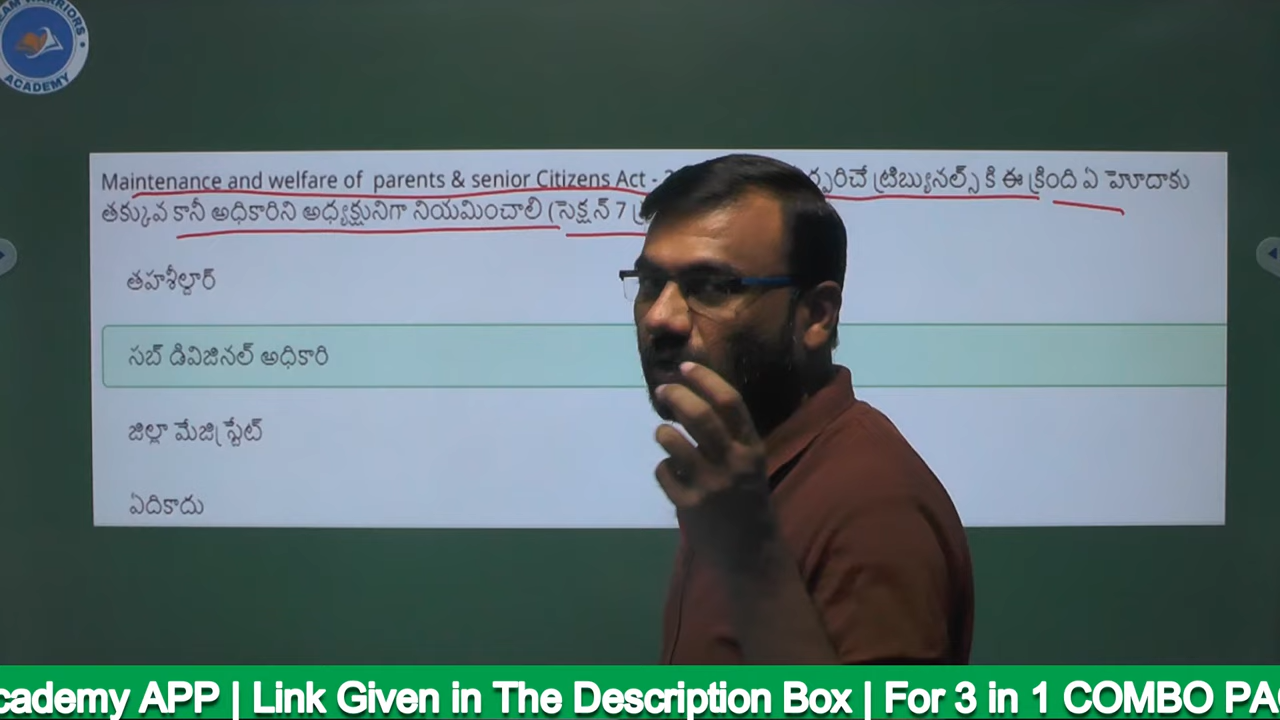 WARRIORS
ACADEMY
Maintenance and welfare of parents & senior Citizens Act - ట్రిబ్యునల్స్ కి ఈ క్రింది ఏ హెూదాకు
తక్కువ కానీ అధికారిని అధ్యక్షునిగా నియమించాలి (సెక్షన్ 7
తహశీల్దార్
సబ్ డివిజినల్ అధికారి
జిల్లా మేజిస్ట్రేట్
ఏదికాదు
cademy APP | Link Given in The Description Box | For 3 in 1 COMBO PA